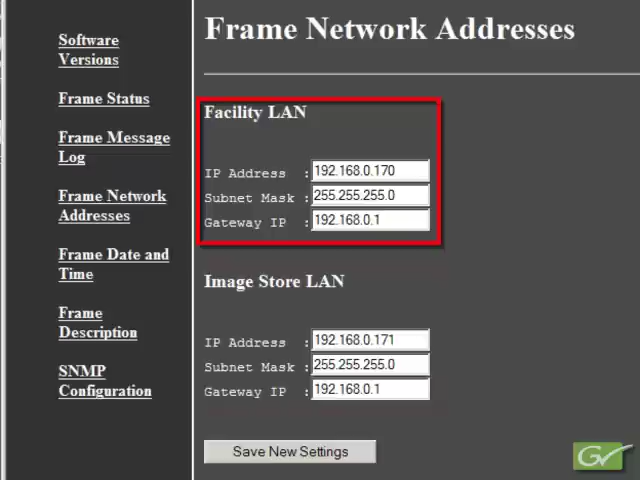 Software
Versions
Frame Status
Frame Message
Log
Frame Network
Addresses
Frame Date and
Time
Frame
Description
SNMP
Configuration
Frame Network Addresses
Facility LAN
IP Address : 192.168.0.170
Subnet Mask : 255.255.255.0
Gateway IP : 192.168.0.1
Image Store LAN
IP Address : 192.168.0.171
Subnet Mask : 255.255.255.0
Gateway IP : 192.168.0.1
Save New Settings
GV